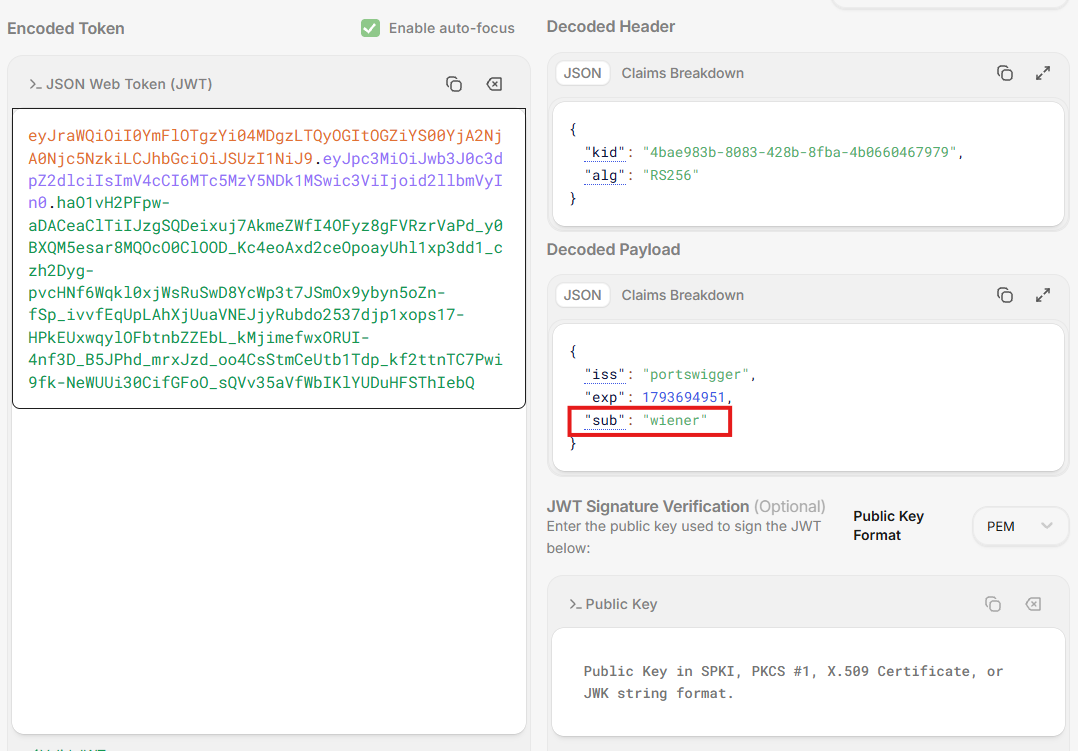 Encoded Token
Enable auto-focus
JSON Web Token (JWT)
eyJraWQiOiI0YmFlOTgzYi04MDgzLTQyOGItOGZiYS00YjA2Nj
A0Njc5NzkiLCJhbGciOiJSUzI1NiJ9.eyJpc3MiOiJwb3J0c3d
pZ2dlciIsImV4cCI6MTc5MzY5NDk1MSwic3ViIjoid2llbmVyI
n0.haO1vH2PFpw-
aDACeaClTiIJzgSQDeixuj7AkmeZWfI4OFyz8gFVRzrVaPd_y0
BXQM5esar8MQOcO0ClOOD_Kc4eoAxd2ceOpoayUhl1xp3dd1_c
zh2Dyg-
pvcHNf6Wqkl0xjWsRuSwD8YcWp3t7JSmOx9ybyn5oZn-
fSp_ivvfEqUpLAhXjUuaVNEJjyRubdo2537djp1xops17-
HPkEUxwqylOFbtnbZZEbL_kMjimefwxORUI-
4nf3D_B5JPhd_mrxJzd_oo4CsStmCeUtb1Tdp_kf2ttnTC7Pwi
9fk-NeWUUi30CifGFoO_sQVv35aVfWbIKlYUDuHFSThIebQ
Decoded Header
JSON
Claims Breakdown
{
"kid": "4bae983b-8083-428b-8fba-4b0660467979",
"alg": "RS256"
}
Decoded Payload
JSON
Claims Breakdown
{
"iss": "portswigger",
"exp": 1793694951,
"sub": "wiener"
}
JWT Signature Verification (Optional)
Enter the public key used to sign the JWT
below:
Public Key
Format
PEM
Public Key
Public Key in SPKI, PKCS #1, X.509 Certificate, or
JWK string format.